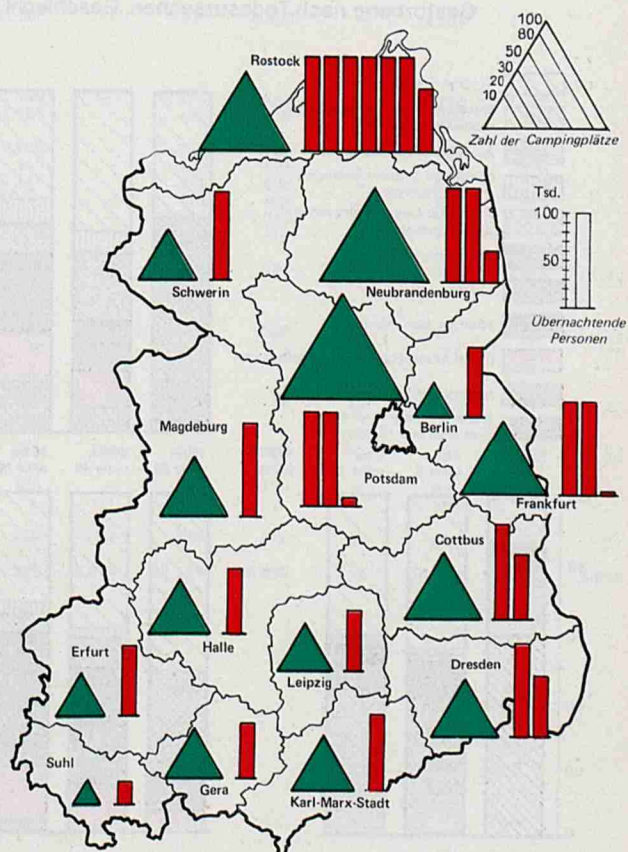 Rostock
100
80
50
30
20
10
Zahl der Campingplätze
Tsd.
100
50
Übernachtende
Personen
Schwerin
Neubrandenburg
Berlin
Magdeburg
Potsdam
Frankfurt
Cottbus
Halle
Leipzig
Erfurt
Dresden
Suhl
Gera
Karl-Marx-Stadt